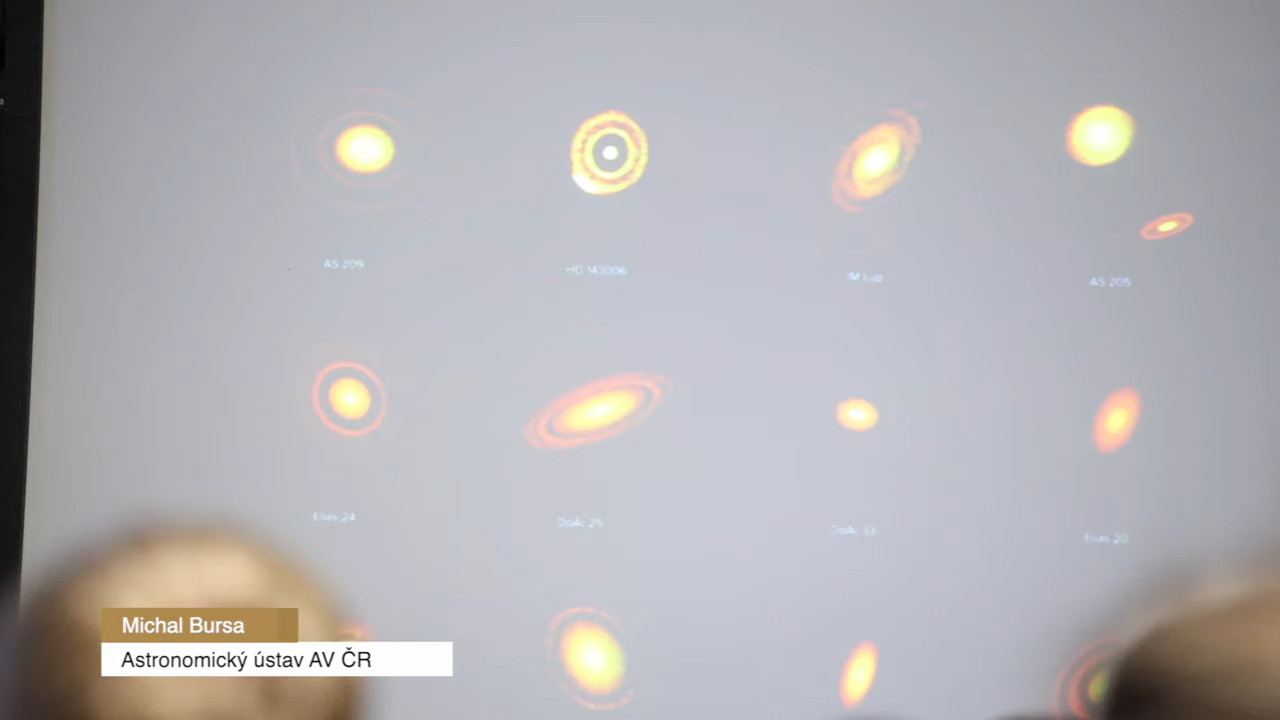 AS 209
HD 143006
IM Lup
AS 205
Elias 24
DoAr 25
DoAr 33
Elias 20
Michal Bursa
Astronomický ústav AV ČR